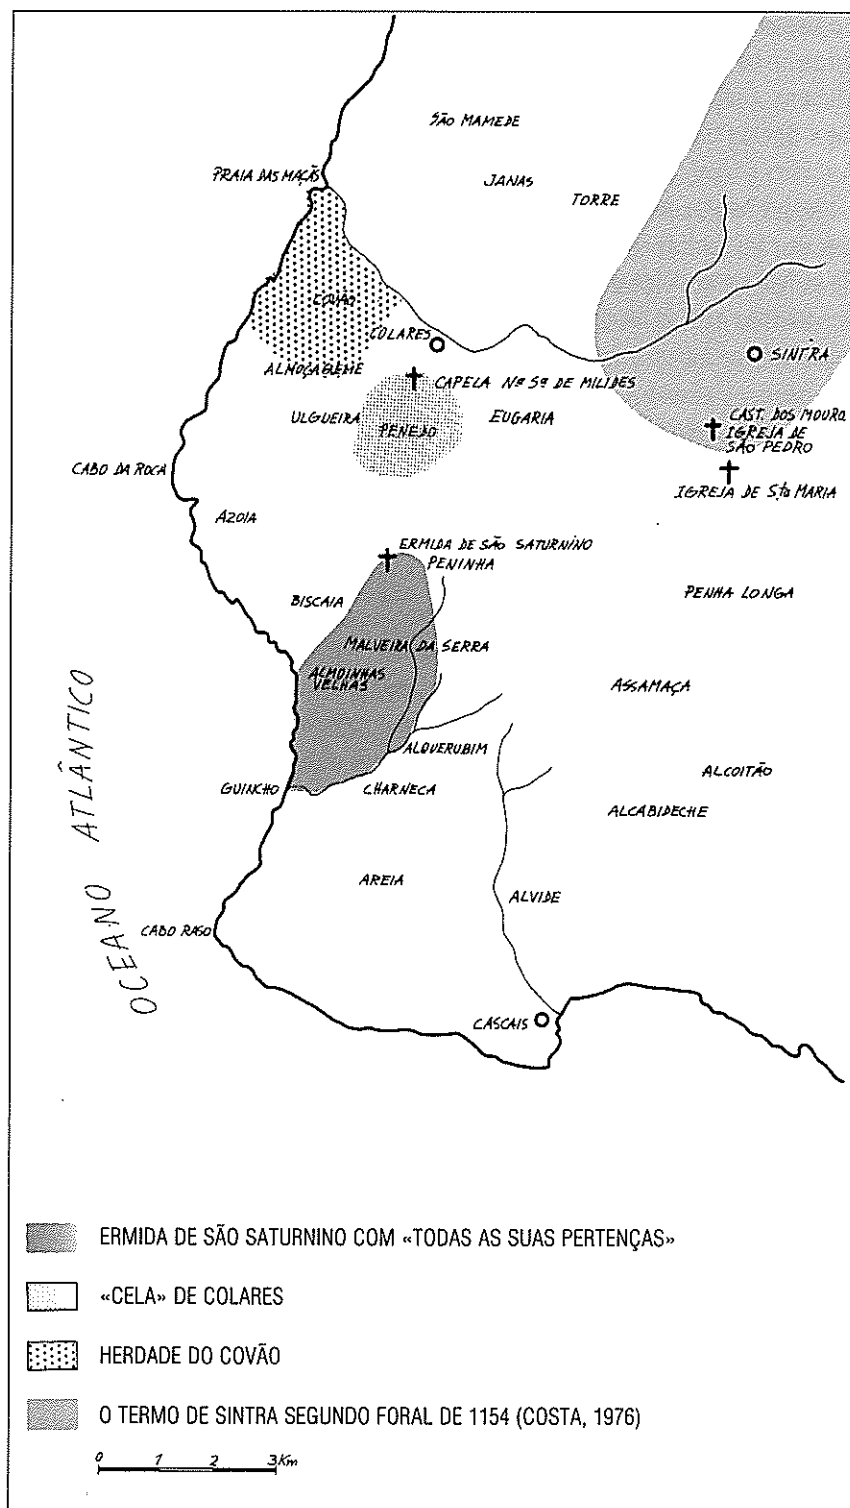 SÃO MAMEDE
PRAIA DAS MAÇÃS
JANAS
TORRE
COVÃO
COLARES
SINTRA
ALMOÇAGEME
CAPELA Nª Sª DE MILIDES
ULGUEIRA
PENEDO
EUGARIA
CAST. DOS MOURO
IGREJA DE
SÃO PEDRO
CABO DA ROCA
IGREJA DE Sta MARIA
AZOIA
ERMIDA DE SÃO SATURNINO
PENINHA
BISCAIA
PENHA LONGA
MALVEIRA DA SERRA
ALMOINHAS
VELHAS
ASSAMAÇA
OCEANO ATLÂNTICO
ALQUERUBIM
ALCOITÃO
GUINCHO
CHARNECA
ALCABIDECHE
AREIA
ALVIDE
CABO RASO
CASCAIS
ERMIDA DE SÃO SATURNINO COM «TODAS AS SUAS PERTENÇAS»
«CELA» DE COLARES
HERDADE DO COVÃO
O TERMO DE SINTRA SEGUNDO FORAL DE 1154 (COSTA, 1976)
0 1 2 3Km